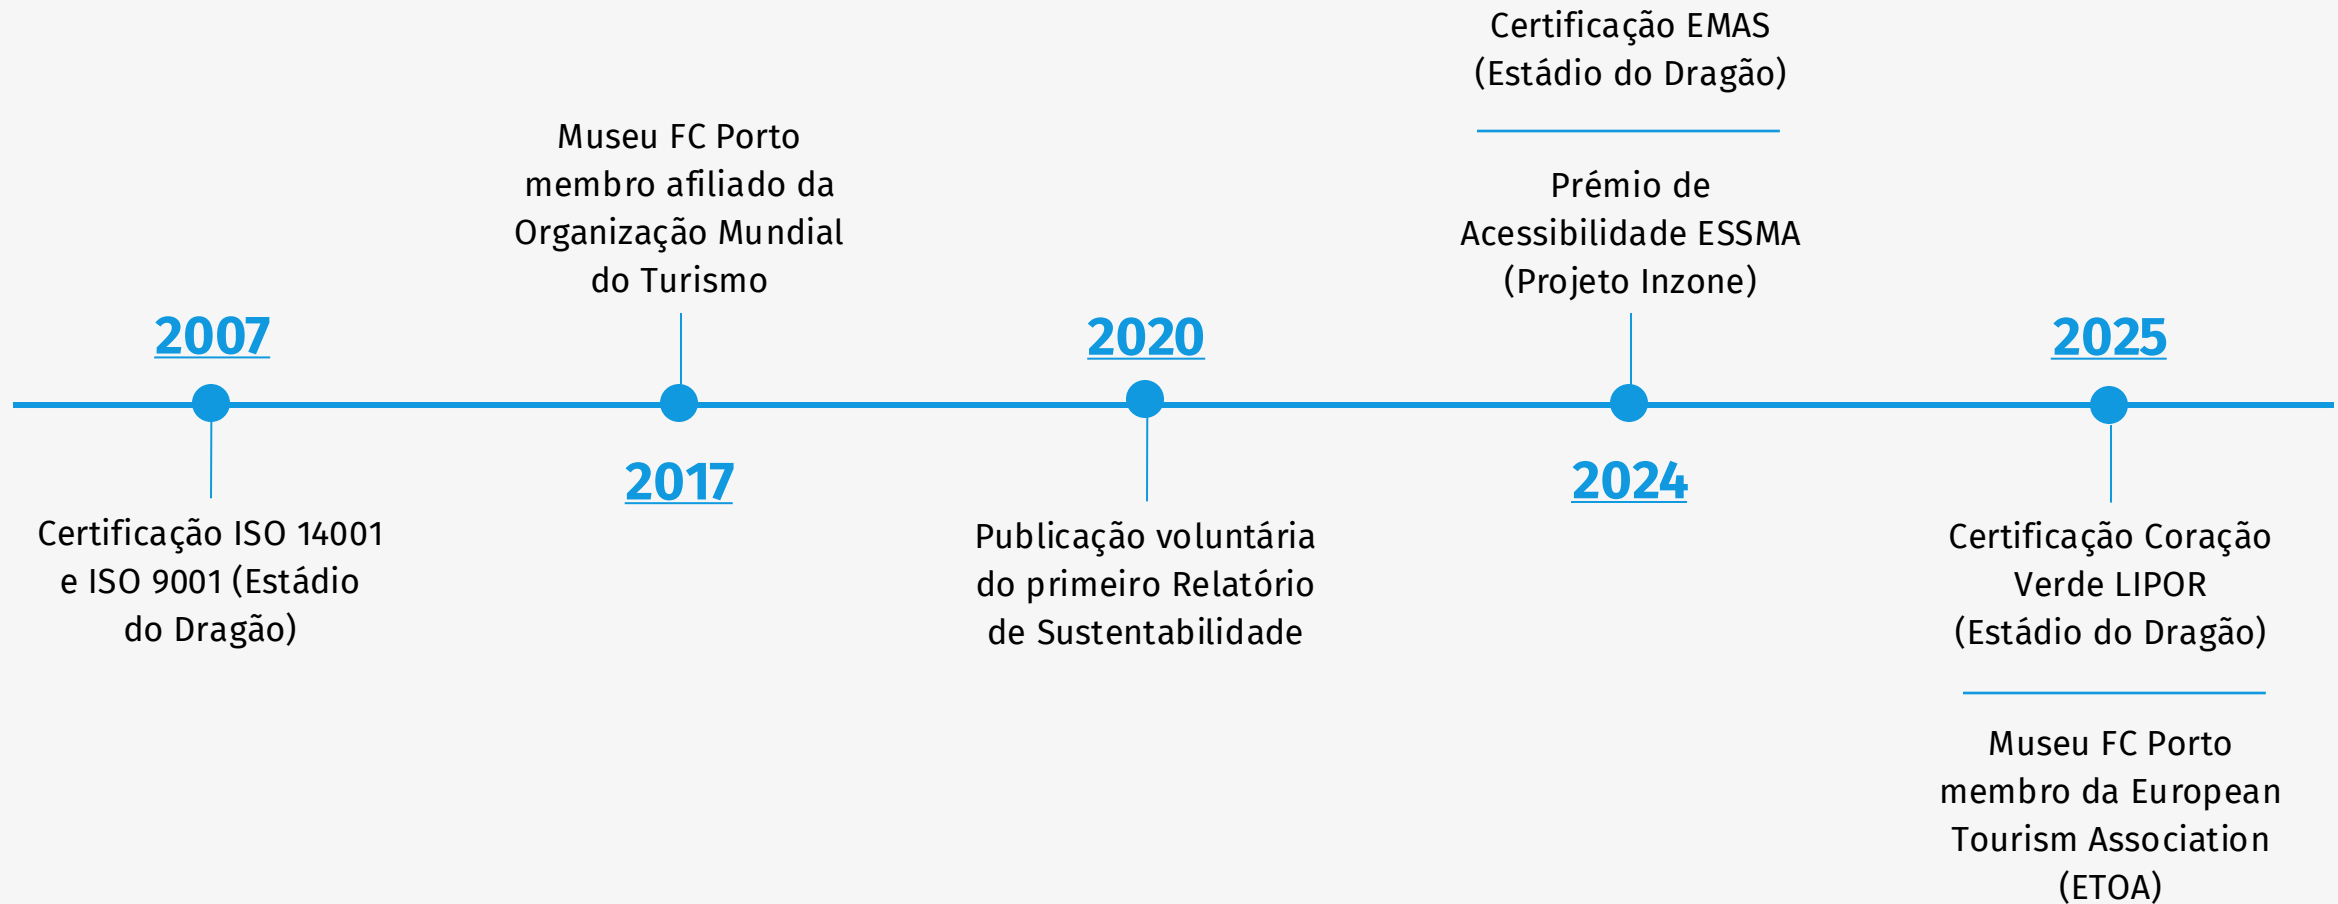 2007
Certificação ISO 14001
e ISO 9001 (Estádio
do Dragão)
Museu FC Porto
membro afiliado da
Organização Mundial
do Turismo
2017
2020
Publicação voluntária
do primeiro Relatório
de Sustentabilidade
Certificação EMAS
(Estádio do Dragão)
Prémio de
Acessibilidade ESSMA
(Projeto Inzone)
2024
2025
Certificação Coração
Verde LIPOR
(Estádio do Dragão)
Museu FC Porto
membro da European
Tourism Association
(ETOA)